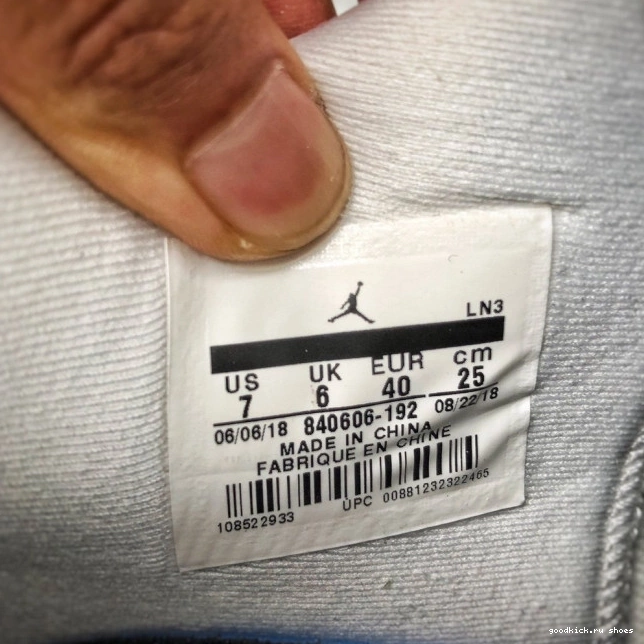 LN3
US UK EUR cm
7 6 40 25
06/06/18 840606-192 08/22/18
MADE IN CHINA
FABRIQUE EN CHINE
108522933 UPC 00881232322465
goodkick.ru shoes